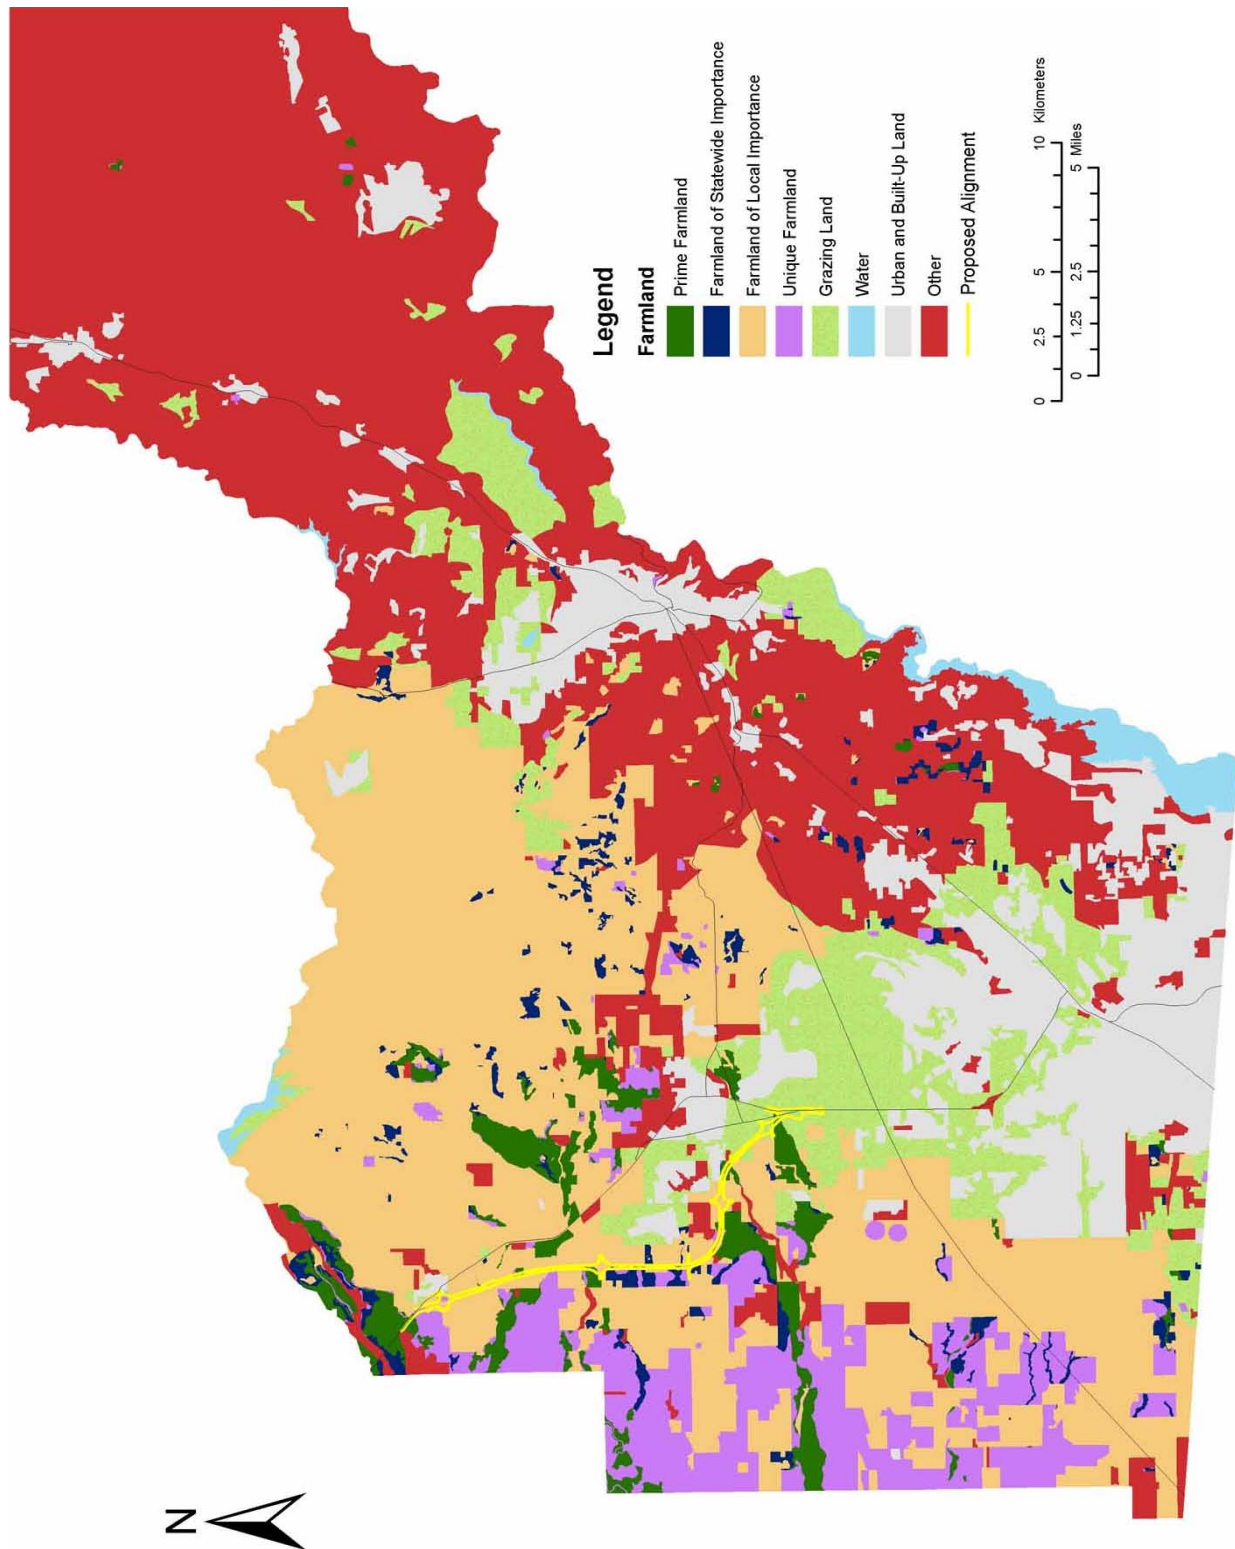 Legend
Farmland
Prime Farmland
Farmland of Statewide Importance
Farmland of Local Importance
Unique Farmland
Grazing Land
Water
Urban and Built-Up Land
Other
Proposed Alignment
0 2.5 5 10 Kilometers
0 1.25 2.5 5 Miles
N